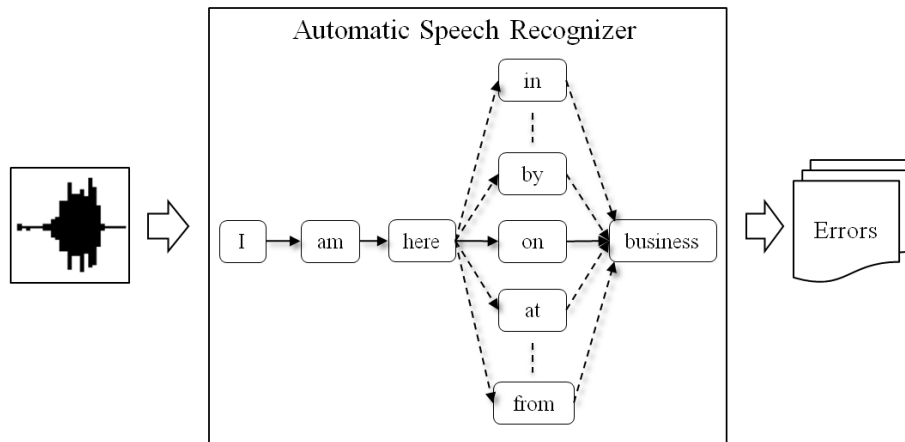 Automatic Speech Recognizer
in
by
I am here on business
at
from
Errors